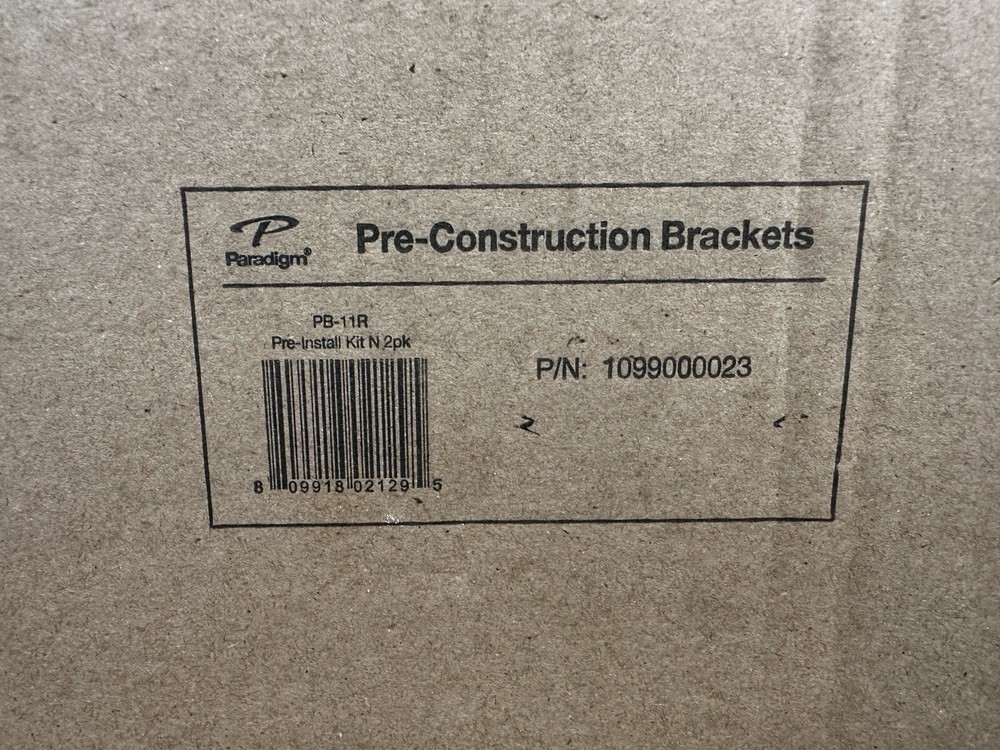 Paradigm®
Pre-Construction Brackets
PB-11R
Pre-Install Kit N 2pk
P/N: 1099000023
8 09918 02129 5